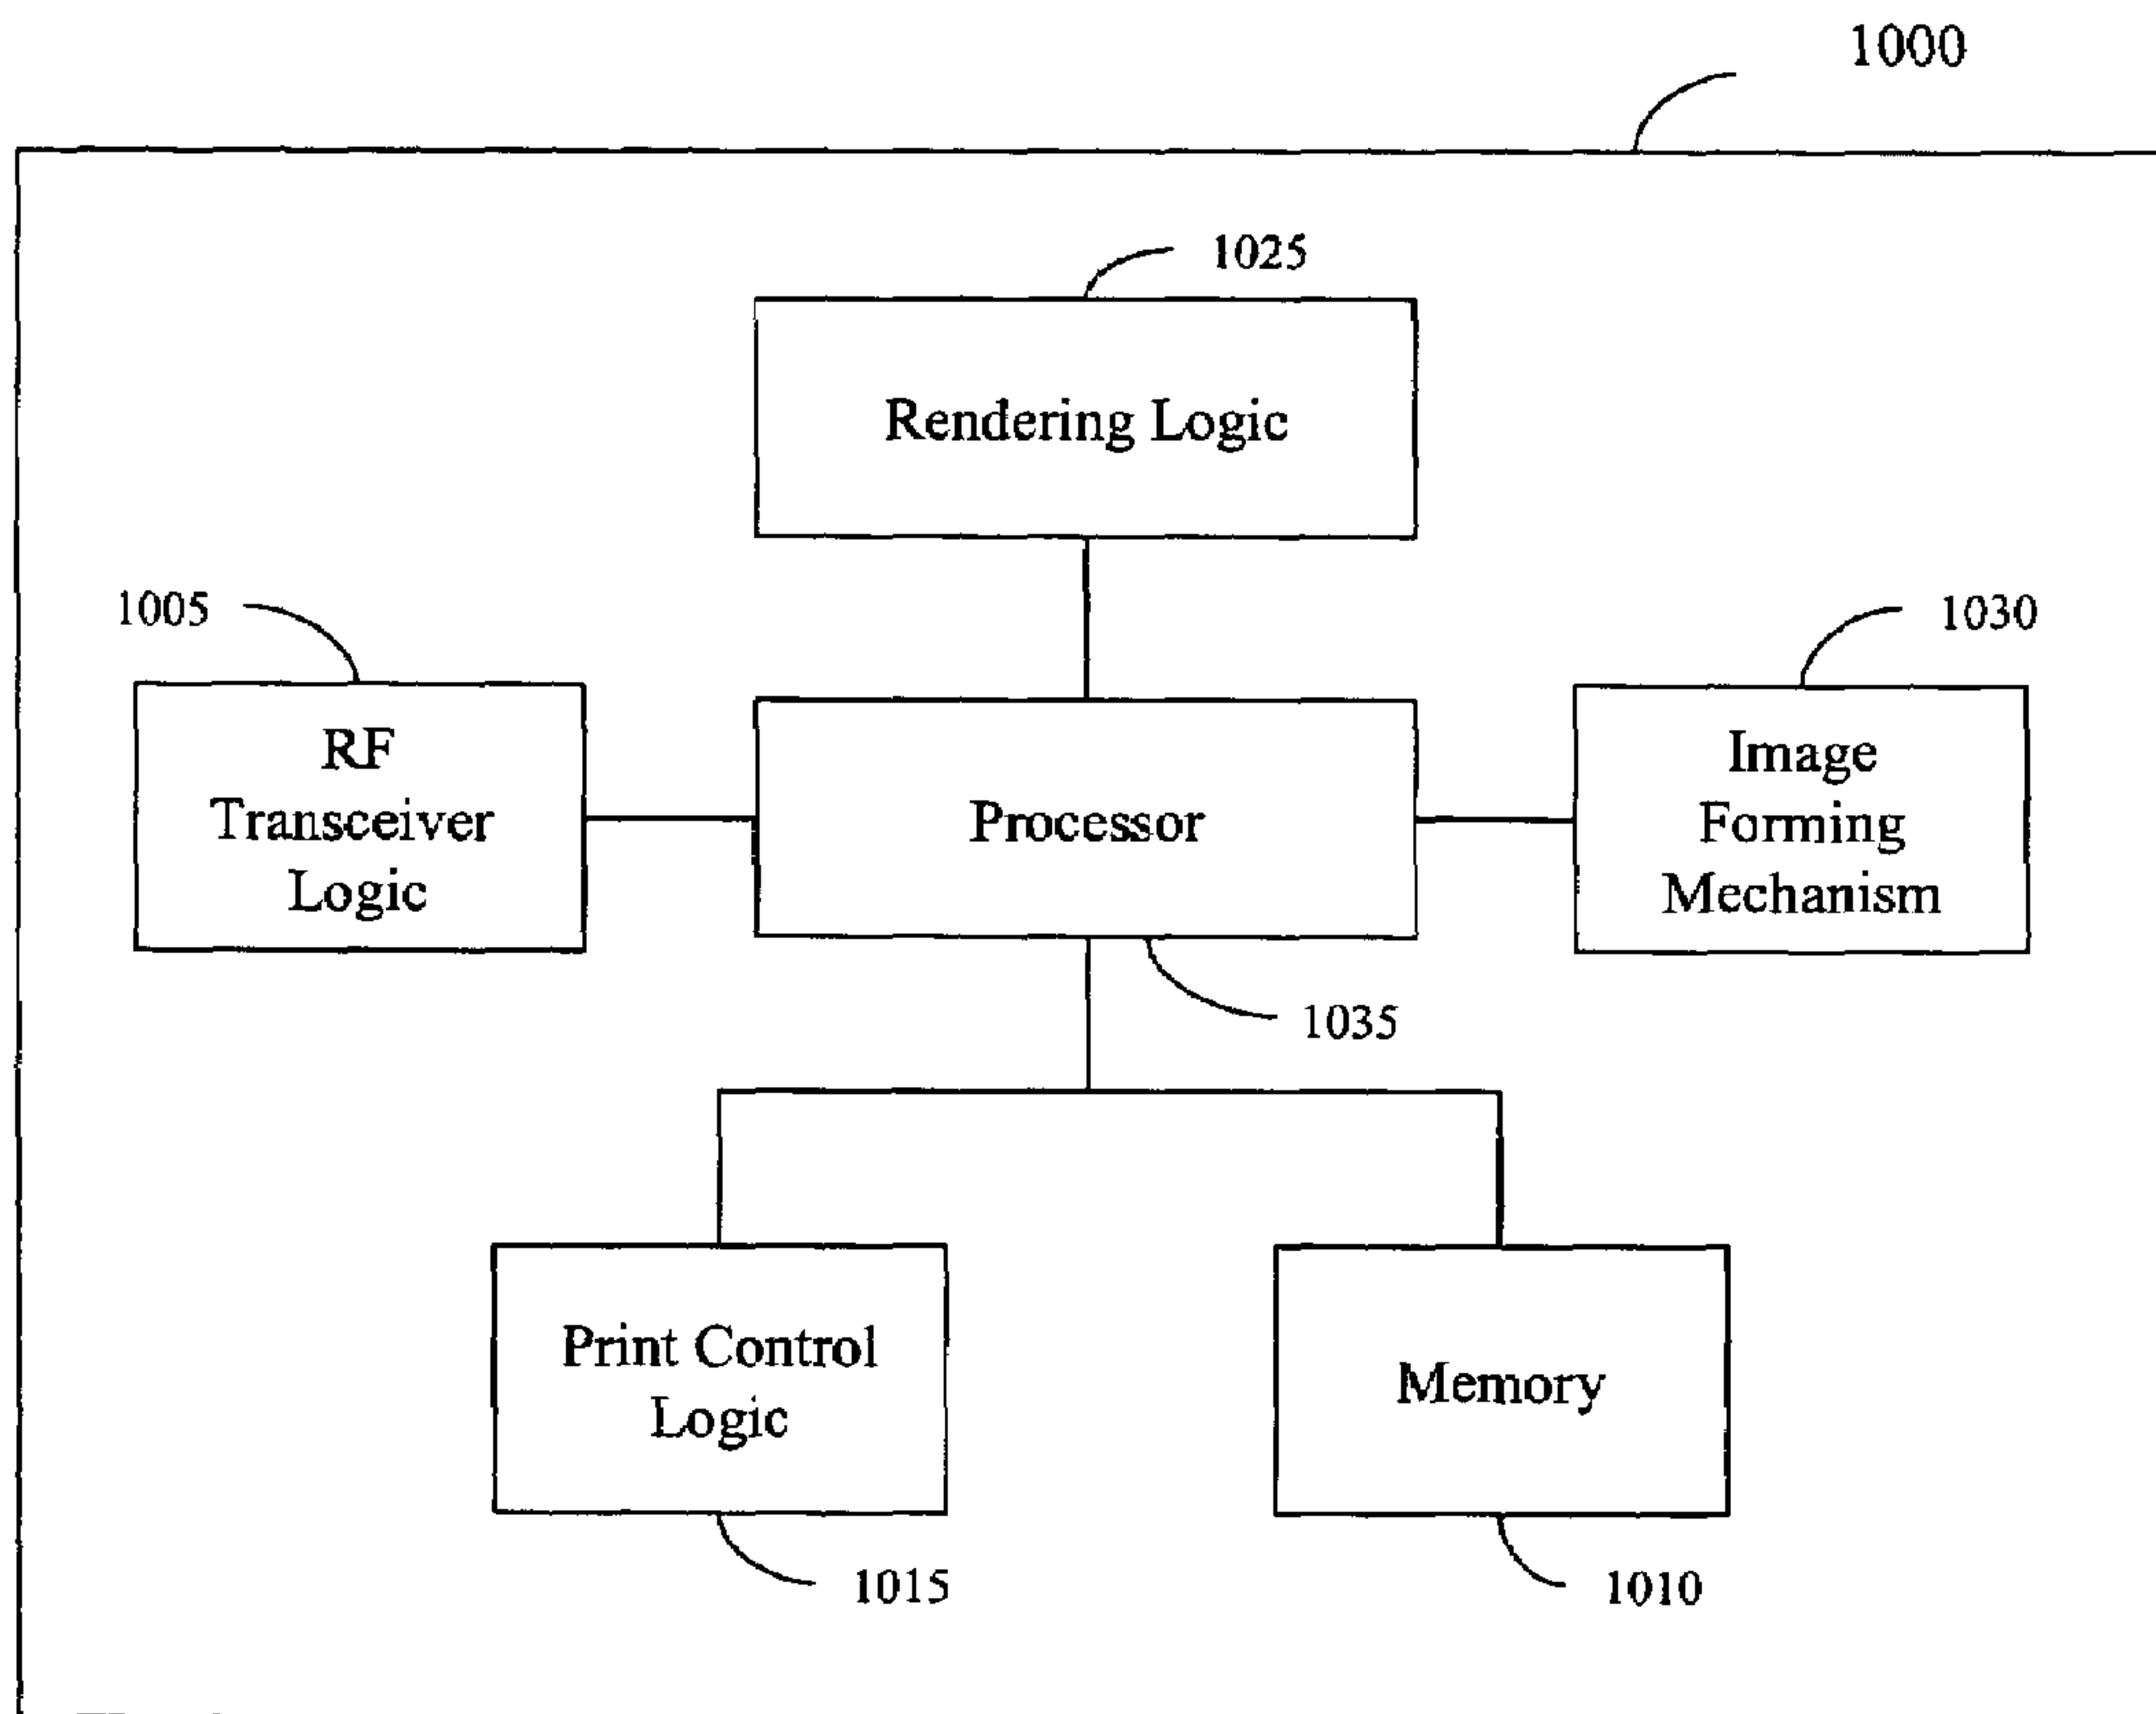 1000
1025
Rendering Logic
1005
1030
RF
Transceiver
Logic
Processor
Image
Forming
Mechanism
1035
Print Control
Logic
Memory
1015
1010